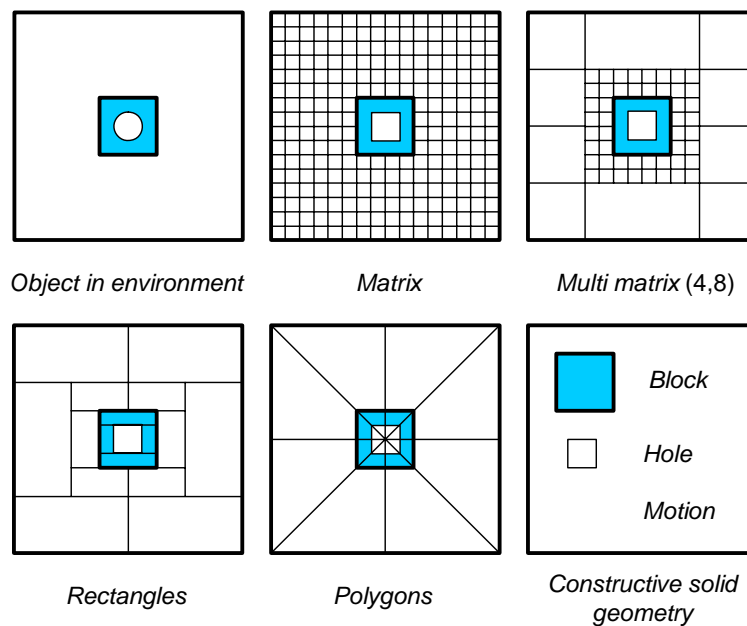 Object in environment
Matrix
Multi matrix (4,8)
Block
Hole
Motion
Rectangles
Polygons
Constructive solid
geometry